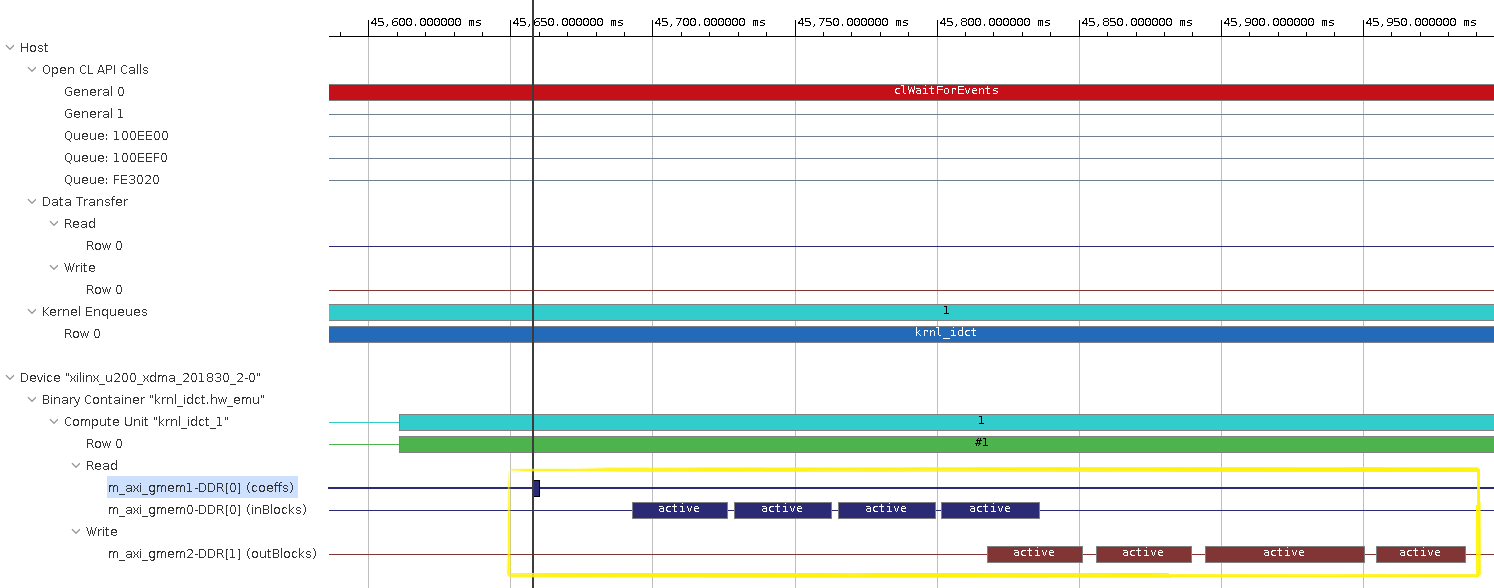 45,600.000000 ms 45,650.000000 ms 45,700.000000 ms 45,750.000000 ms 45,800.000000 ms 45,850.000000 ms 45,900.000000 ms 45,950.000000 ms
Host
Open CL API Calls
General 0 clWaitForEvents
General 1
Queue: 100EE00
Queue: 100EEF0
Queue: FE3020
Data Transfer
Read
Row 0
Write
Row 0
Kernel Enqueues 1
Row 0 krnl_idct
Device "xilinx_u200_xdma_201830_2-0"
Binary Container "krnl_idct.hw_emu"
Compute Unit "krnl_idct_1" 1
Row 0 #1
Read
m_axi_gmem1-DDR[0] (coeffs)
m_axi_gmem0-DDR[0] (inBlocks) active active active active
Write
m_axi_gmem2-DDR[1] (outBlocks) active active active active